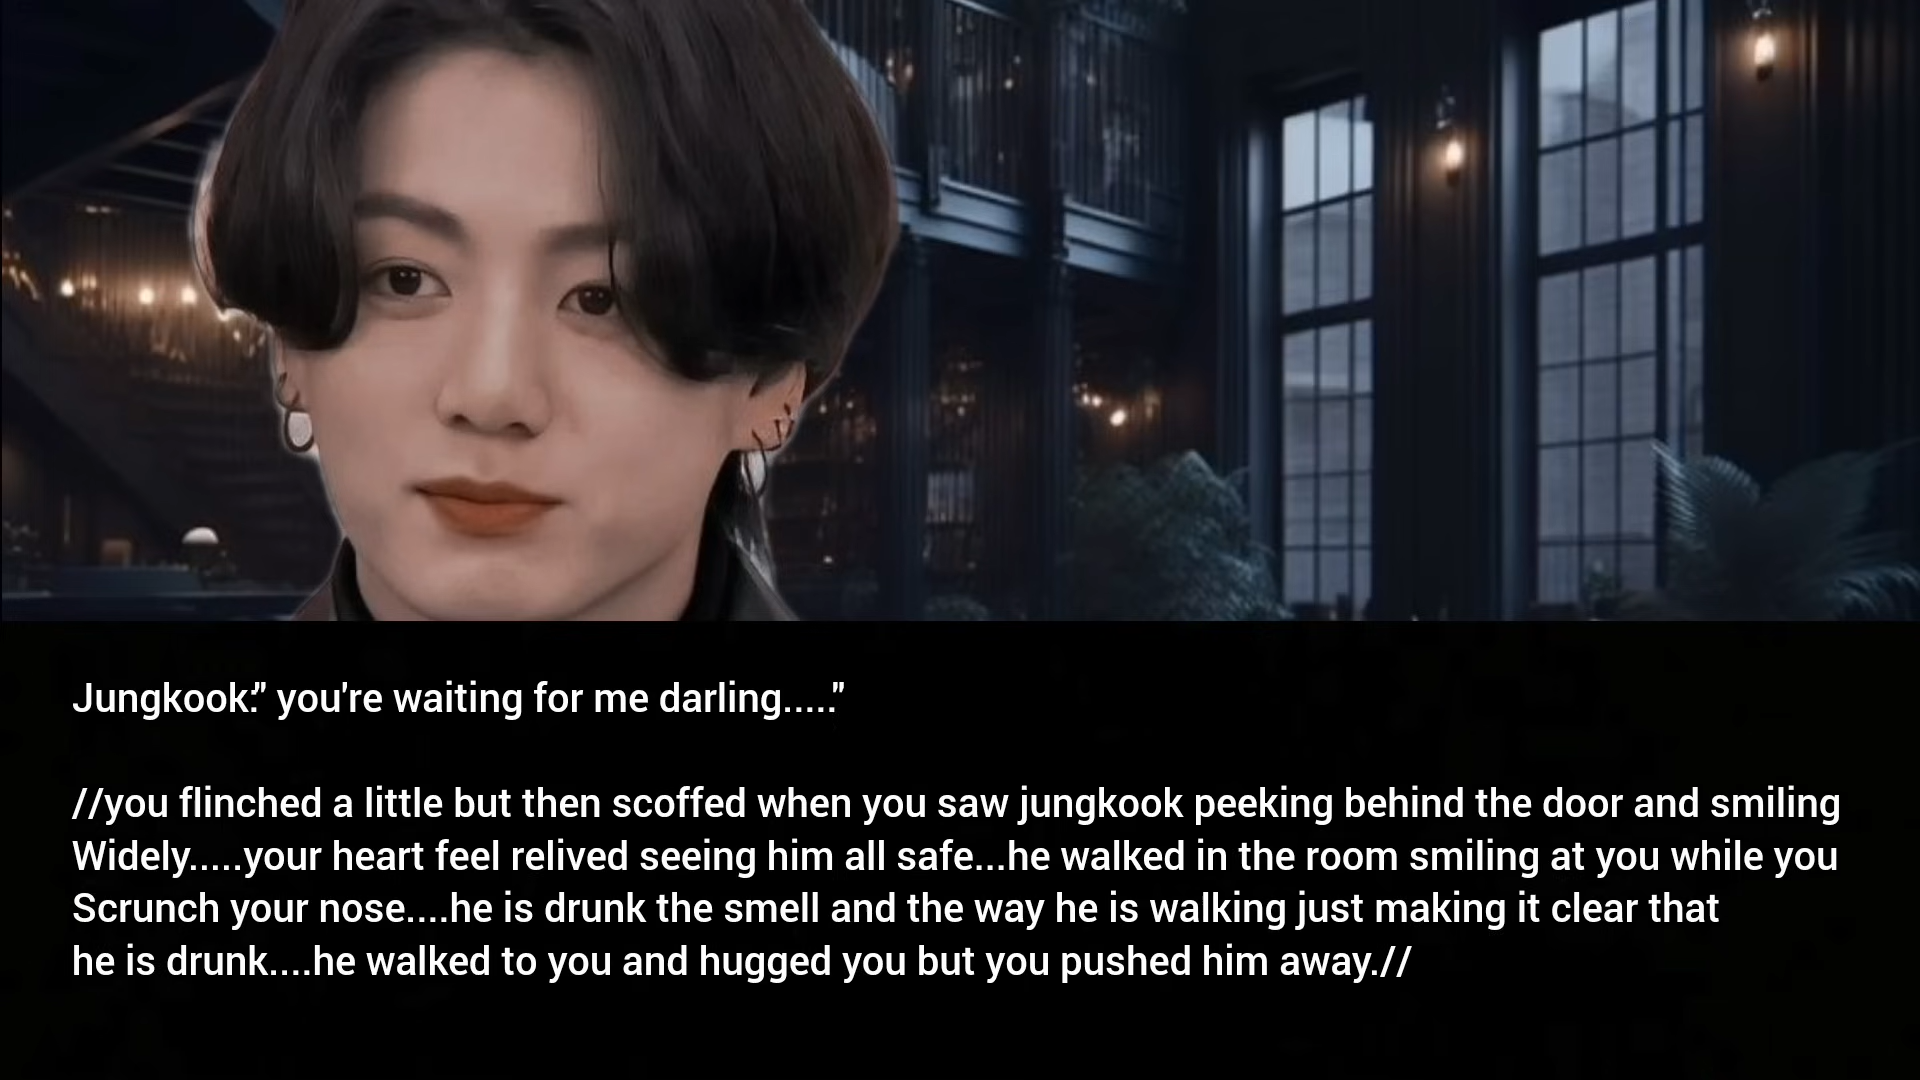 Jungkook:" you're waiting for me darling....."
//you flinched a little but then scoffed when you saw jungkook peeking behind the door and smiling
Widely.....your heart feel relived seeing him all safe...he walked in the room smiling at you while you
Scrunch your nose....he is drunk the smell and the way he is walking just making it clear that
he is drunk....he walked to you and hugged you but you pushed him away.//